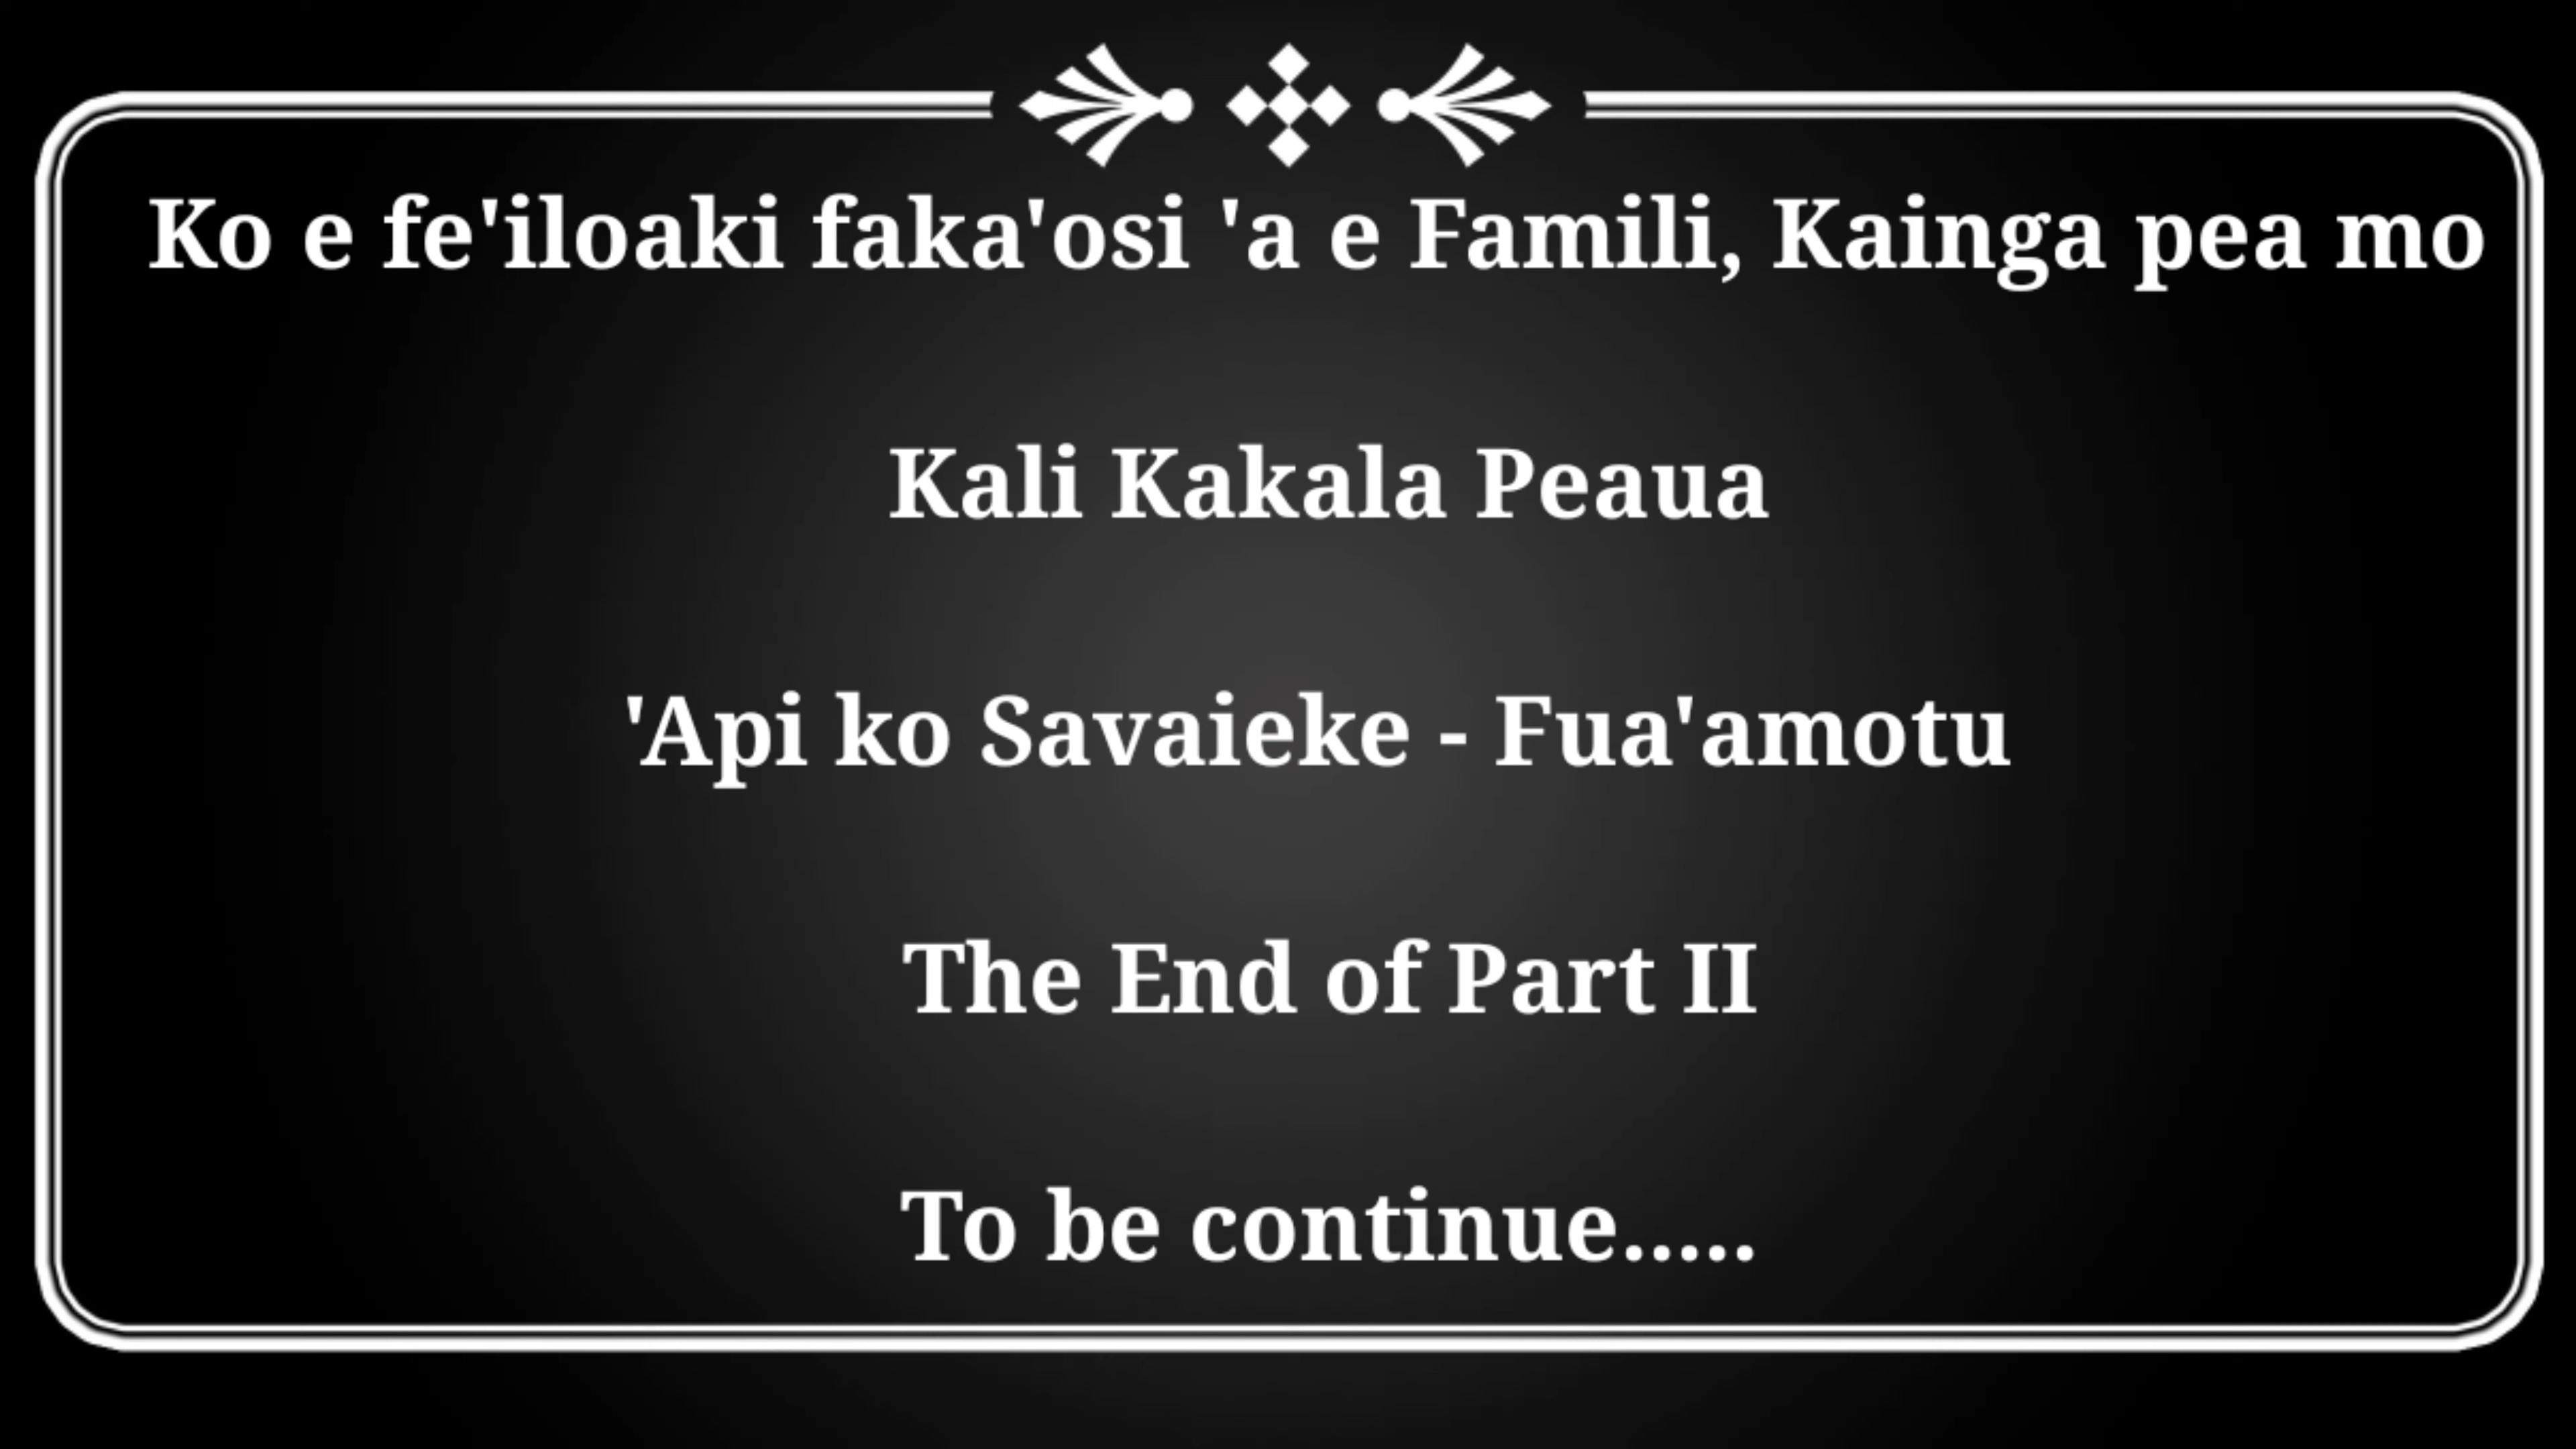 Ko e fe'iloaki faka'osi 'a e Famili, Kainga pea mo
Kali Kakala Peaua
'Api ko Savaieke - Fua'amotu
The End of Part II
To be continue.....